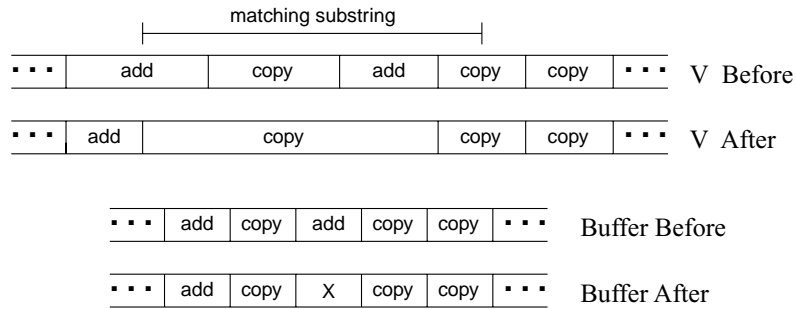 matching substring
... add copy add copy copy ... V Before
... add copy copy copy ... V After
... add copy add copy copy ... Buffer Before
... add copy X copy copy ... Buffer After